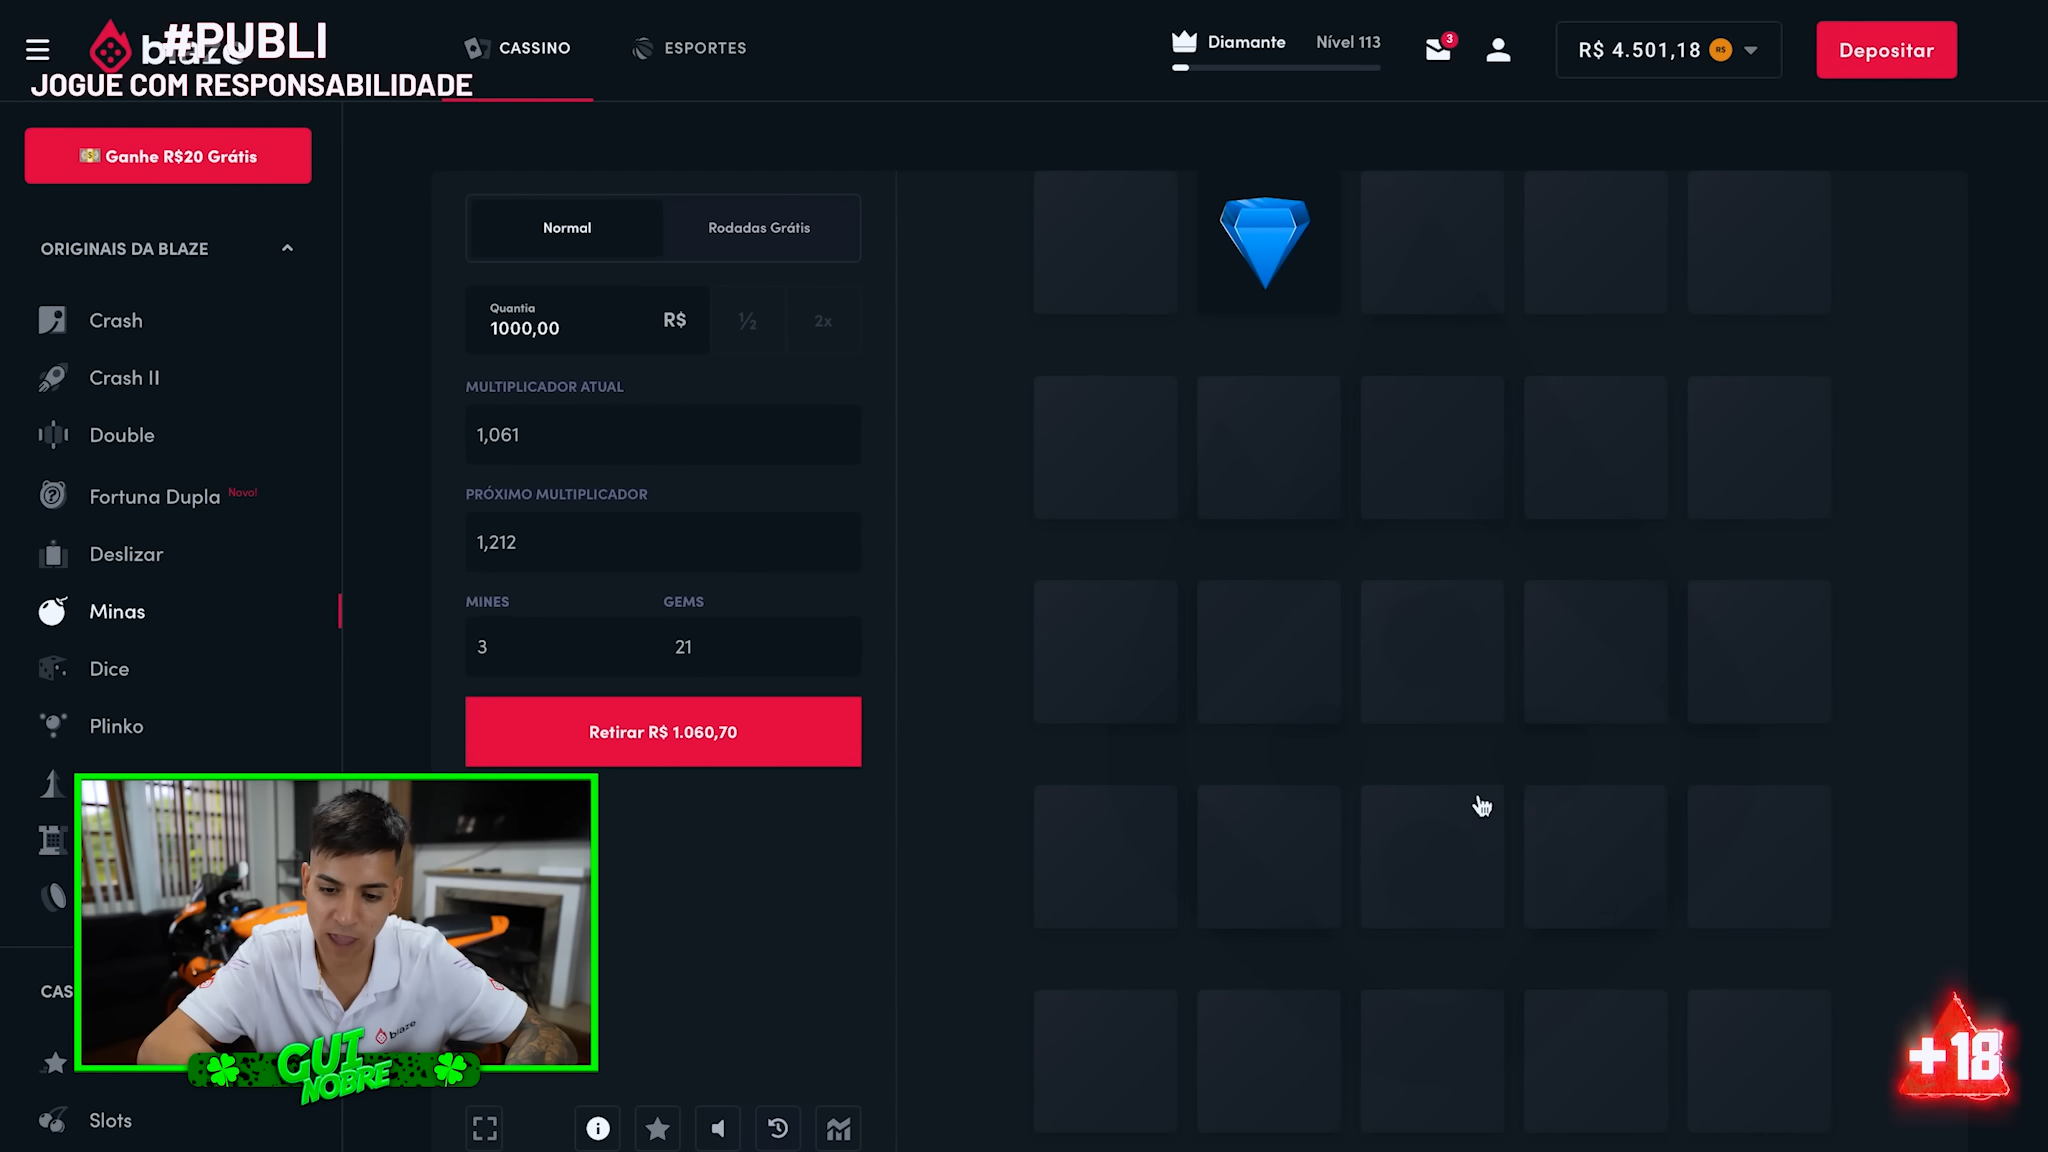 #PUBLI
blaze
JOGUE COM RESPONSABILIDADE
CASSINO
ESPORTES
Diamante
Nível 113
3
R$ 4.501,18
R$
Depositar
Ganhe R$20 Grátis
ORIGINAIS DA BLAZE
Crash
Crash II
Double
Fortuna Dupla Novo!
Deslizar
Minas
Dice
Plinko
CAS
Slots
Normal
Rodadas Grátis
Quantia
1000,00
R$
½
2x
MULTIPLICADOR ATUAL
1,061
PRÓXIMO MULTIPLICADOR
1,212
MINES
GEMS
3
21
Retirar R$ 1.060,70
blaze
GUI
NOBRE
+18